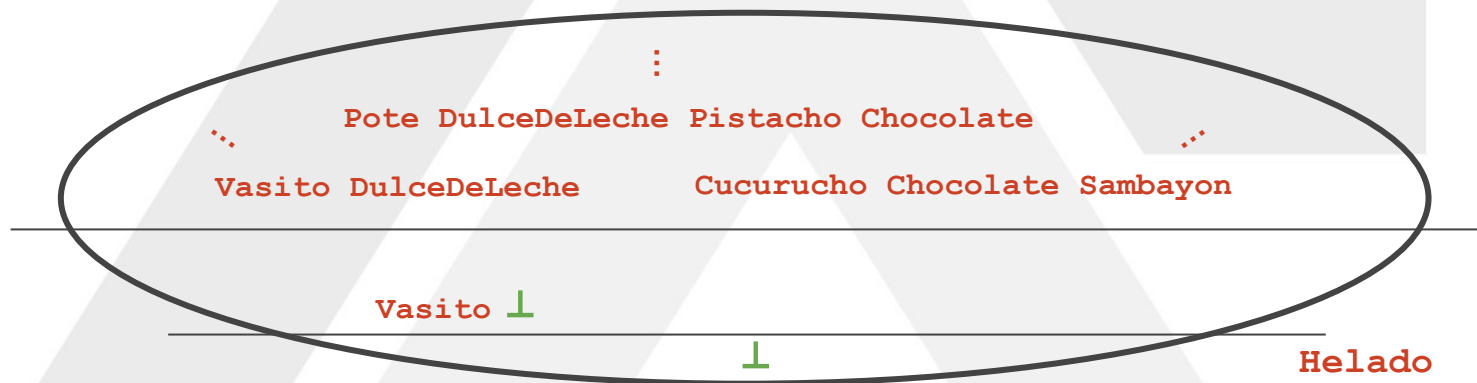 ⋮
Pote DulceDeLeche Pistacho Chocolate
⋱ ⋰
Vasito DulceDeLeche Cucurucho Chocolate Sambayon
Vasito ⊥
⊥
Helado